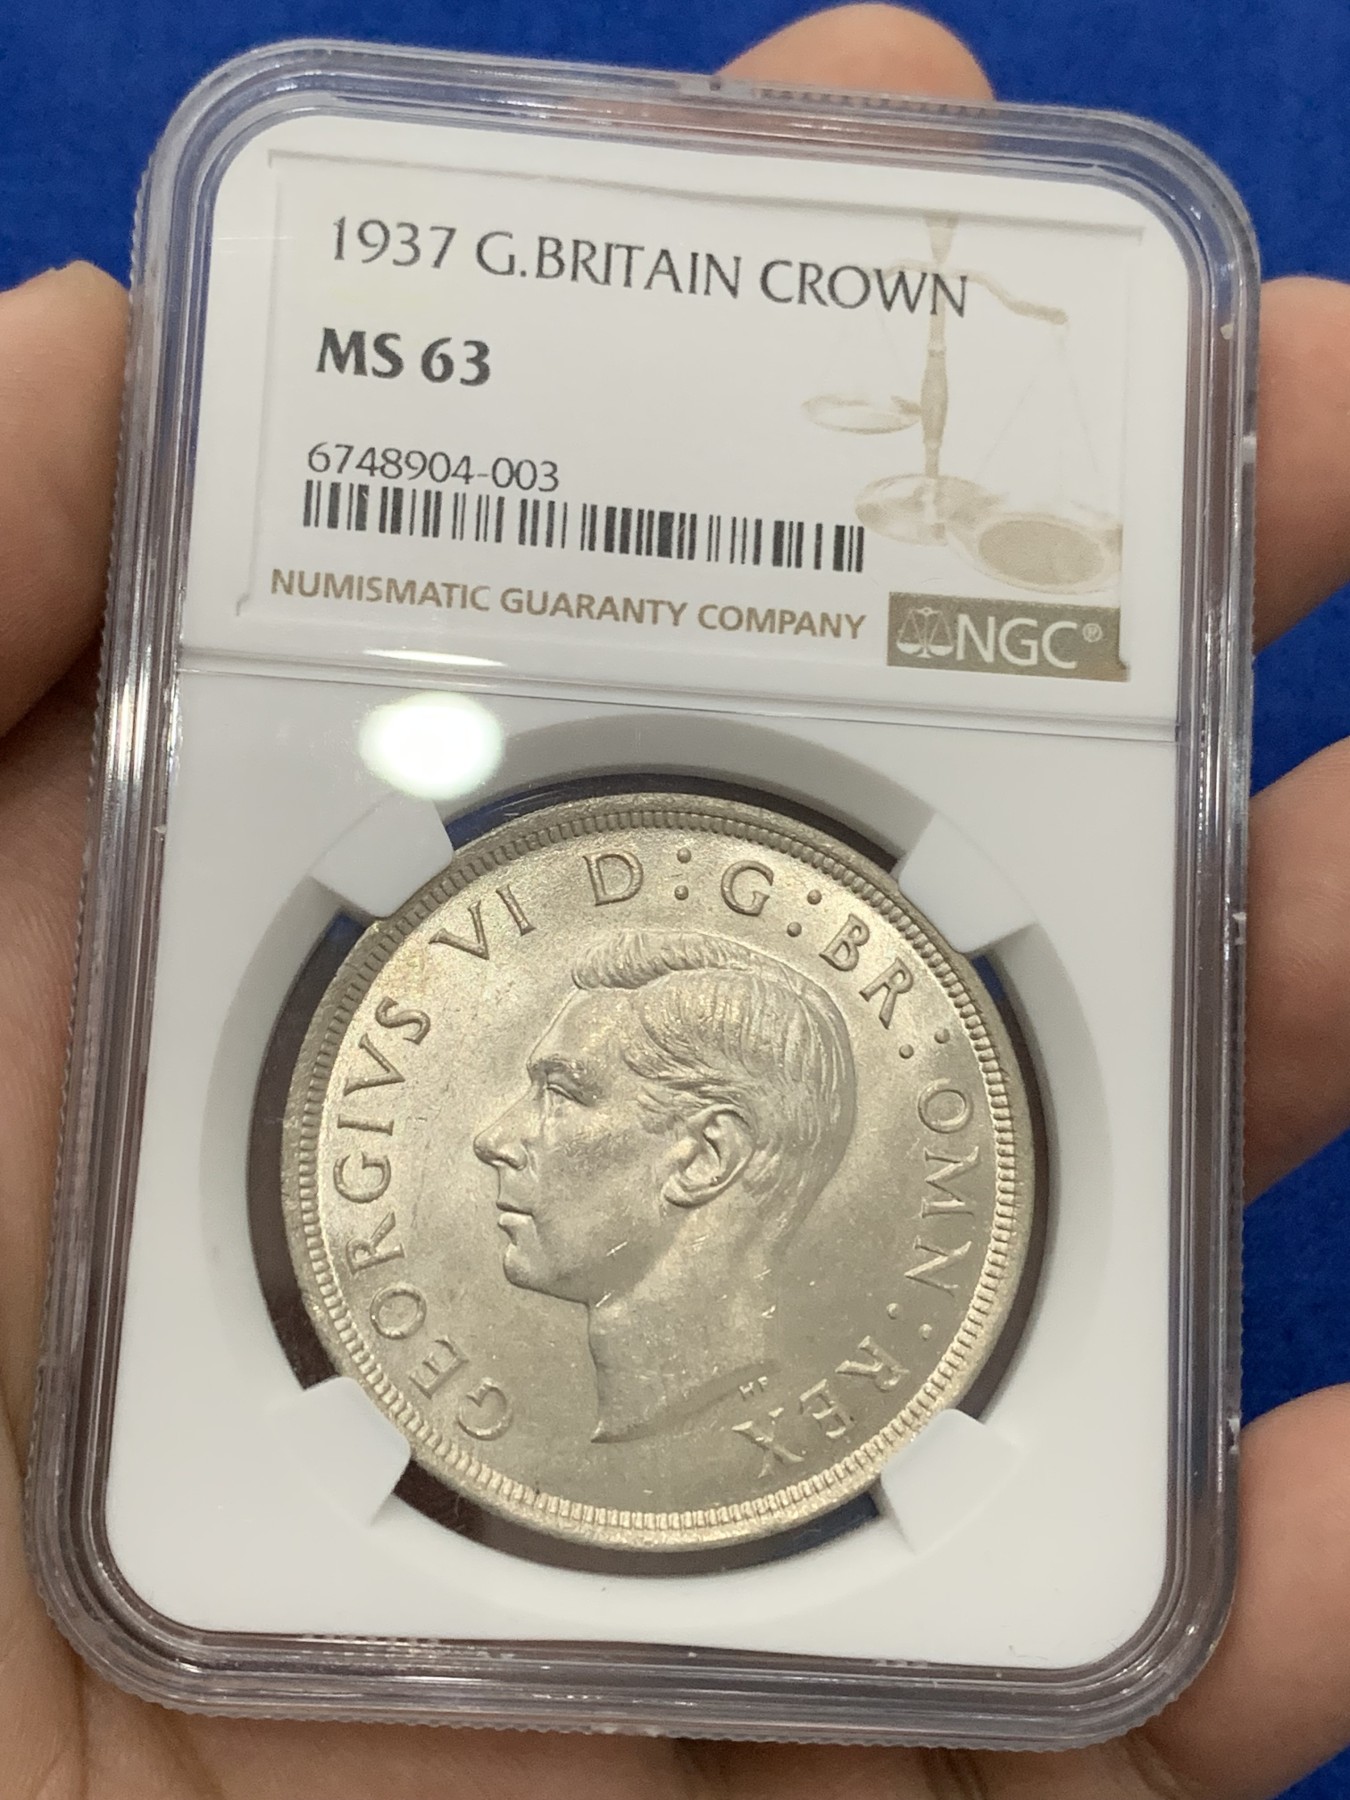 1937 G.BRITAIN CROWN
MS 63
6748904-003
NUMISMATIC GUARANTY COMPANY
NGC®
GEORGIVS VI D:G:BR:OMN:REX
HP